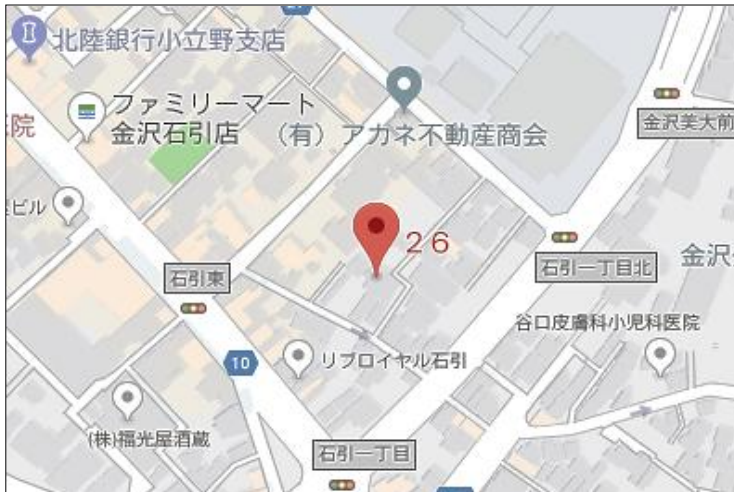 北陸銀行小立野支店
ファミリーマート
金沢石引店
(有) アカネ不動産商会
金沢美大前
院
ビル
26
石引東
石引一丁目北
金沢
谷口皮膚科小児科医院
10
リブロイヤル石引
(株)福光屋酒蔵
石引一丁目